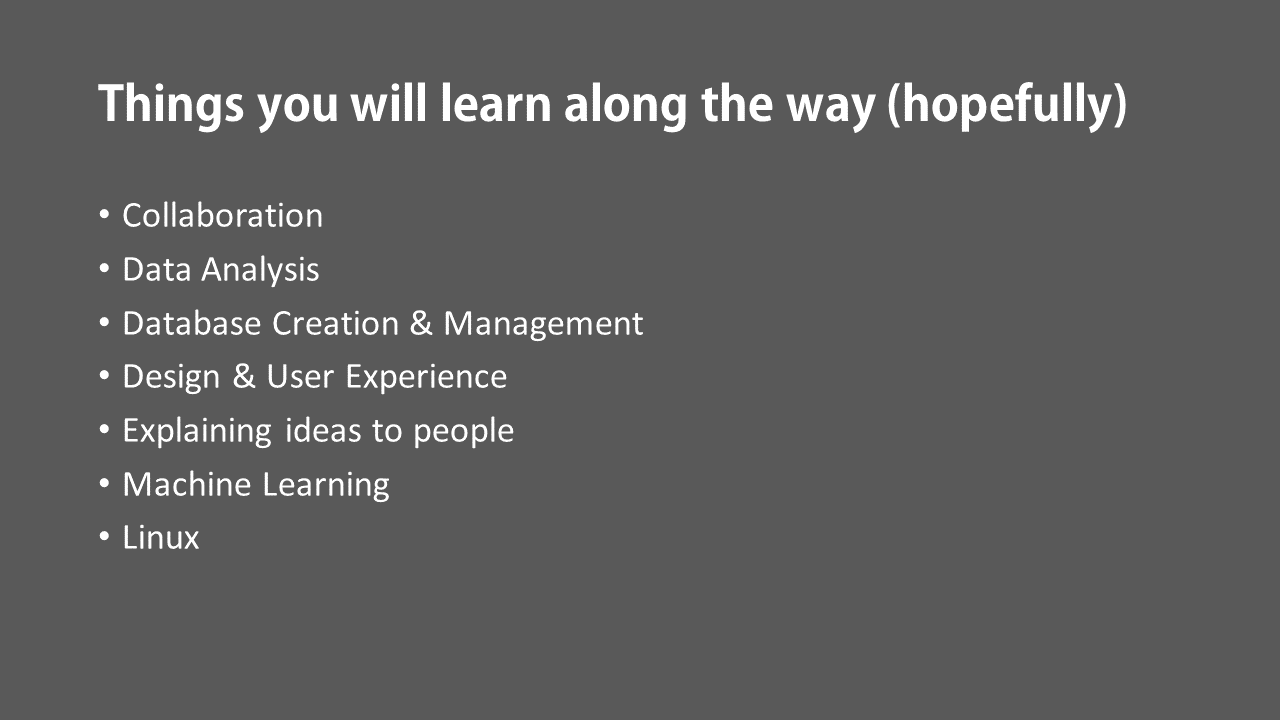 Things you will learn along the way (hopefully)
• Collaboration
• Data Analysis
• Database Creation & Management
• Design & User Experience
• Explaining ideas to people
• Machine Learning
• Linux